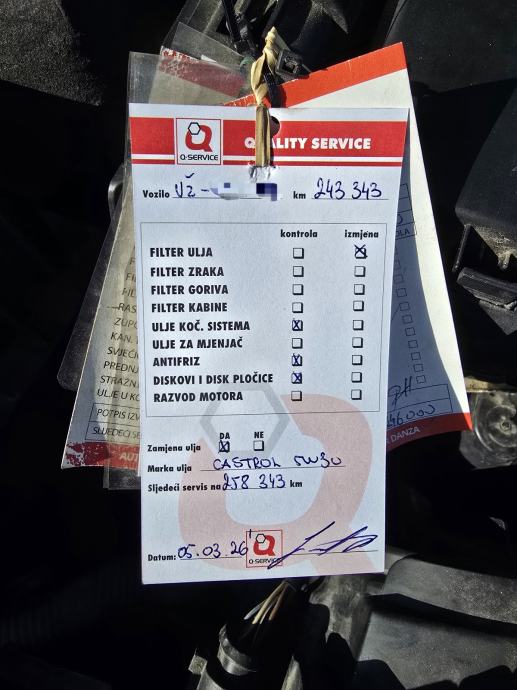 Q-SERVICE QUALITY SERVICE
Vozilo UŽ- km 243 343
kontrola izmjena
FILTER ULJA
FILTER ZRAKA
FILTER GORIVA
FILTER KABINE
ULJE KOČ. SISTEMA
ULJE ZA MJENJAČ
ANTIFRIZ
DISKOVI I DISK PLOČICE
RAZVOD MOTORA
DA NE
Zamjena ulja
Marka ulja CASTROL 5W30
Sljedeći servis na 258 343 km
Datum: 05.03.26 Q-SERVICE